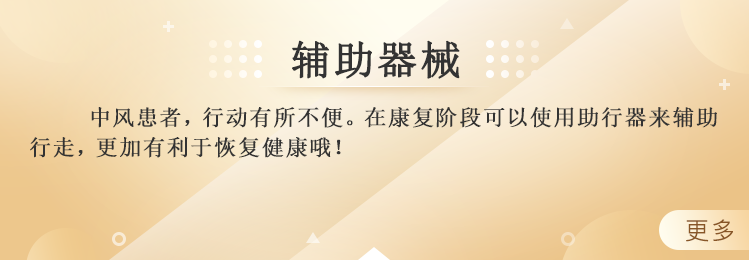 辅助器械
中风患者，行动有所不便。在康复阶段可以使用助行器来辅助
行走，更加有利于恢复健康哦！
更多